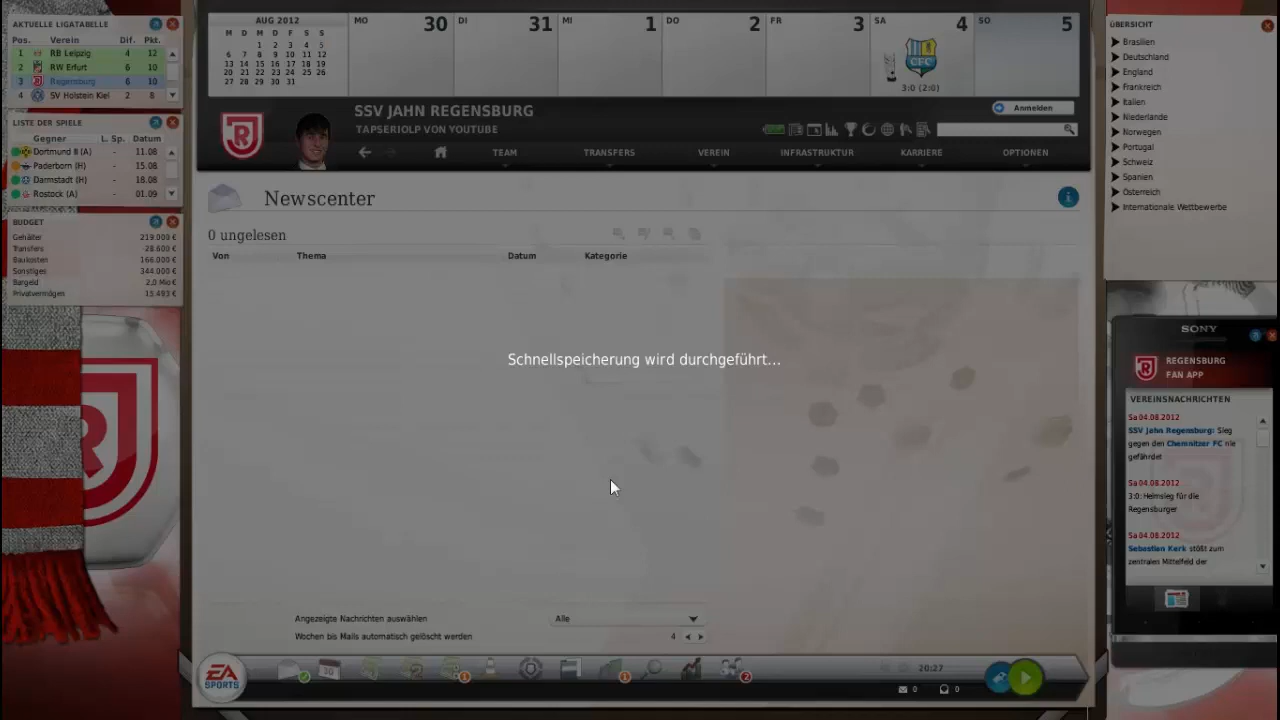 AKTUELLE LIGATABELLE
Pos. Verein Dif. Pkt.
1 RB Leipzig 4 12
2 RW Erfurt 6 10
3 Regensburg 6 10
4 SV Holstein Kiel 2 8
LISTE DER SPIELE
Gegner L. Sp. Datum
Dortmund II (A) - 11.08
Paderborn (H) - 15.08
Darmstadt (H) - 18.08
Rostock (A) - 01.09
BUDGET
Gehälter 219.000 €
Transfers -28.600 €
Baukosten 166.000 €
Sonstiges 344.000 €
Bargeld 2,0 Mio €
Privatvermögen 15.493 €
AUG 2012
M D M D F S S
1 2 3 4 5
6 7 8 9 10 11 12
13 14 15 16 17 18 19
20 21 22 23 24 25 26
27 28 29 30 31
MO 30
DI 31
MI 1
DO 2
FR 3
SA 4
CFC
3:0 (2:0)
SO 5
SSV JAHN REGENSBURG
TAPSERIOLP VON YOUTUBE
Anmelden
TEAM TRANSFERS VEREIN INFRASTRUKTUR KARRIERE OPTIONEN
Newscenter
0 ungelesen
Von Thema Datum Kategorie
Schnellspeicherung wird durchgeführt...
Angezeigte Nachrichten auswählen Alle
Wochen bis Mails automatisch gelöscht werden 4
EA
SPORTS
30
1
1
2
20:27
0 0
ÜBERSICHT
Brasilien
Deutschland
England
Frankreich
Italien
Niederlande
Norwegen
Portugal
Schweiz
Spanien
Österreich
Internationale Wettbewerbe
SONY
REGENSBURG
FAN APP
VEREINSNACHRICHTEN
Sa 04.08.2012
SSV Jahn Regensburg: Sieg
gegen den Chemnitzer FC nie
gefährdet
Sa 04.08.2012
3:0: Heimsieg für die
Regensburger
Sa 04.08.2012
Sebastian Kerk stößt zum
zentralen Mittelfeld der